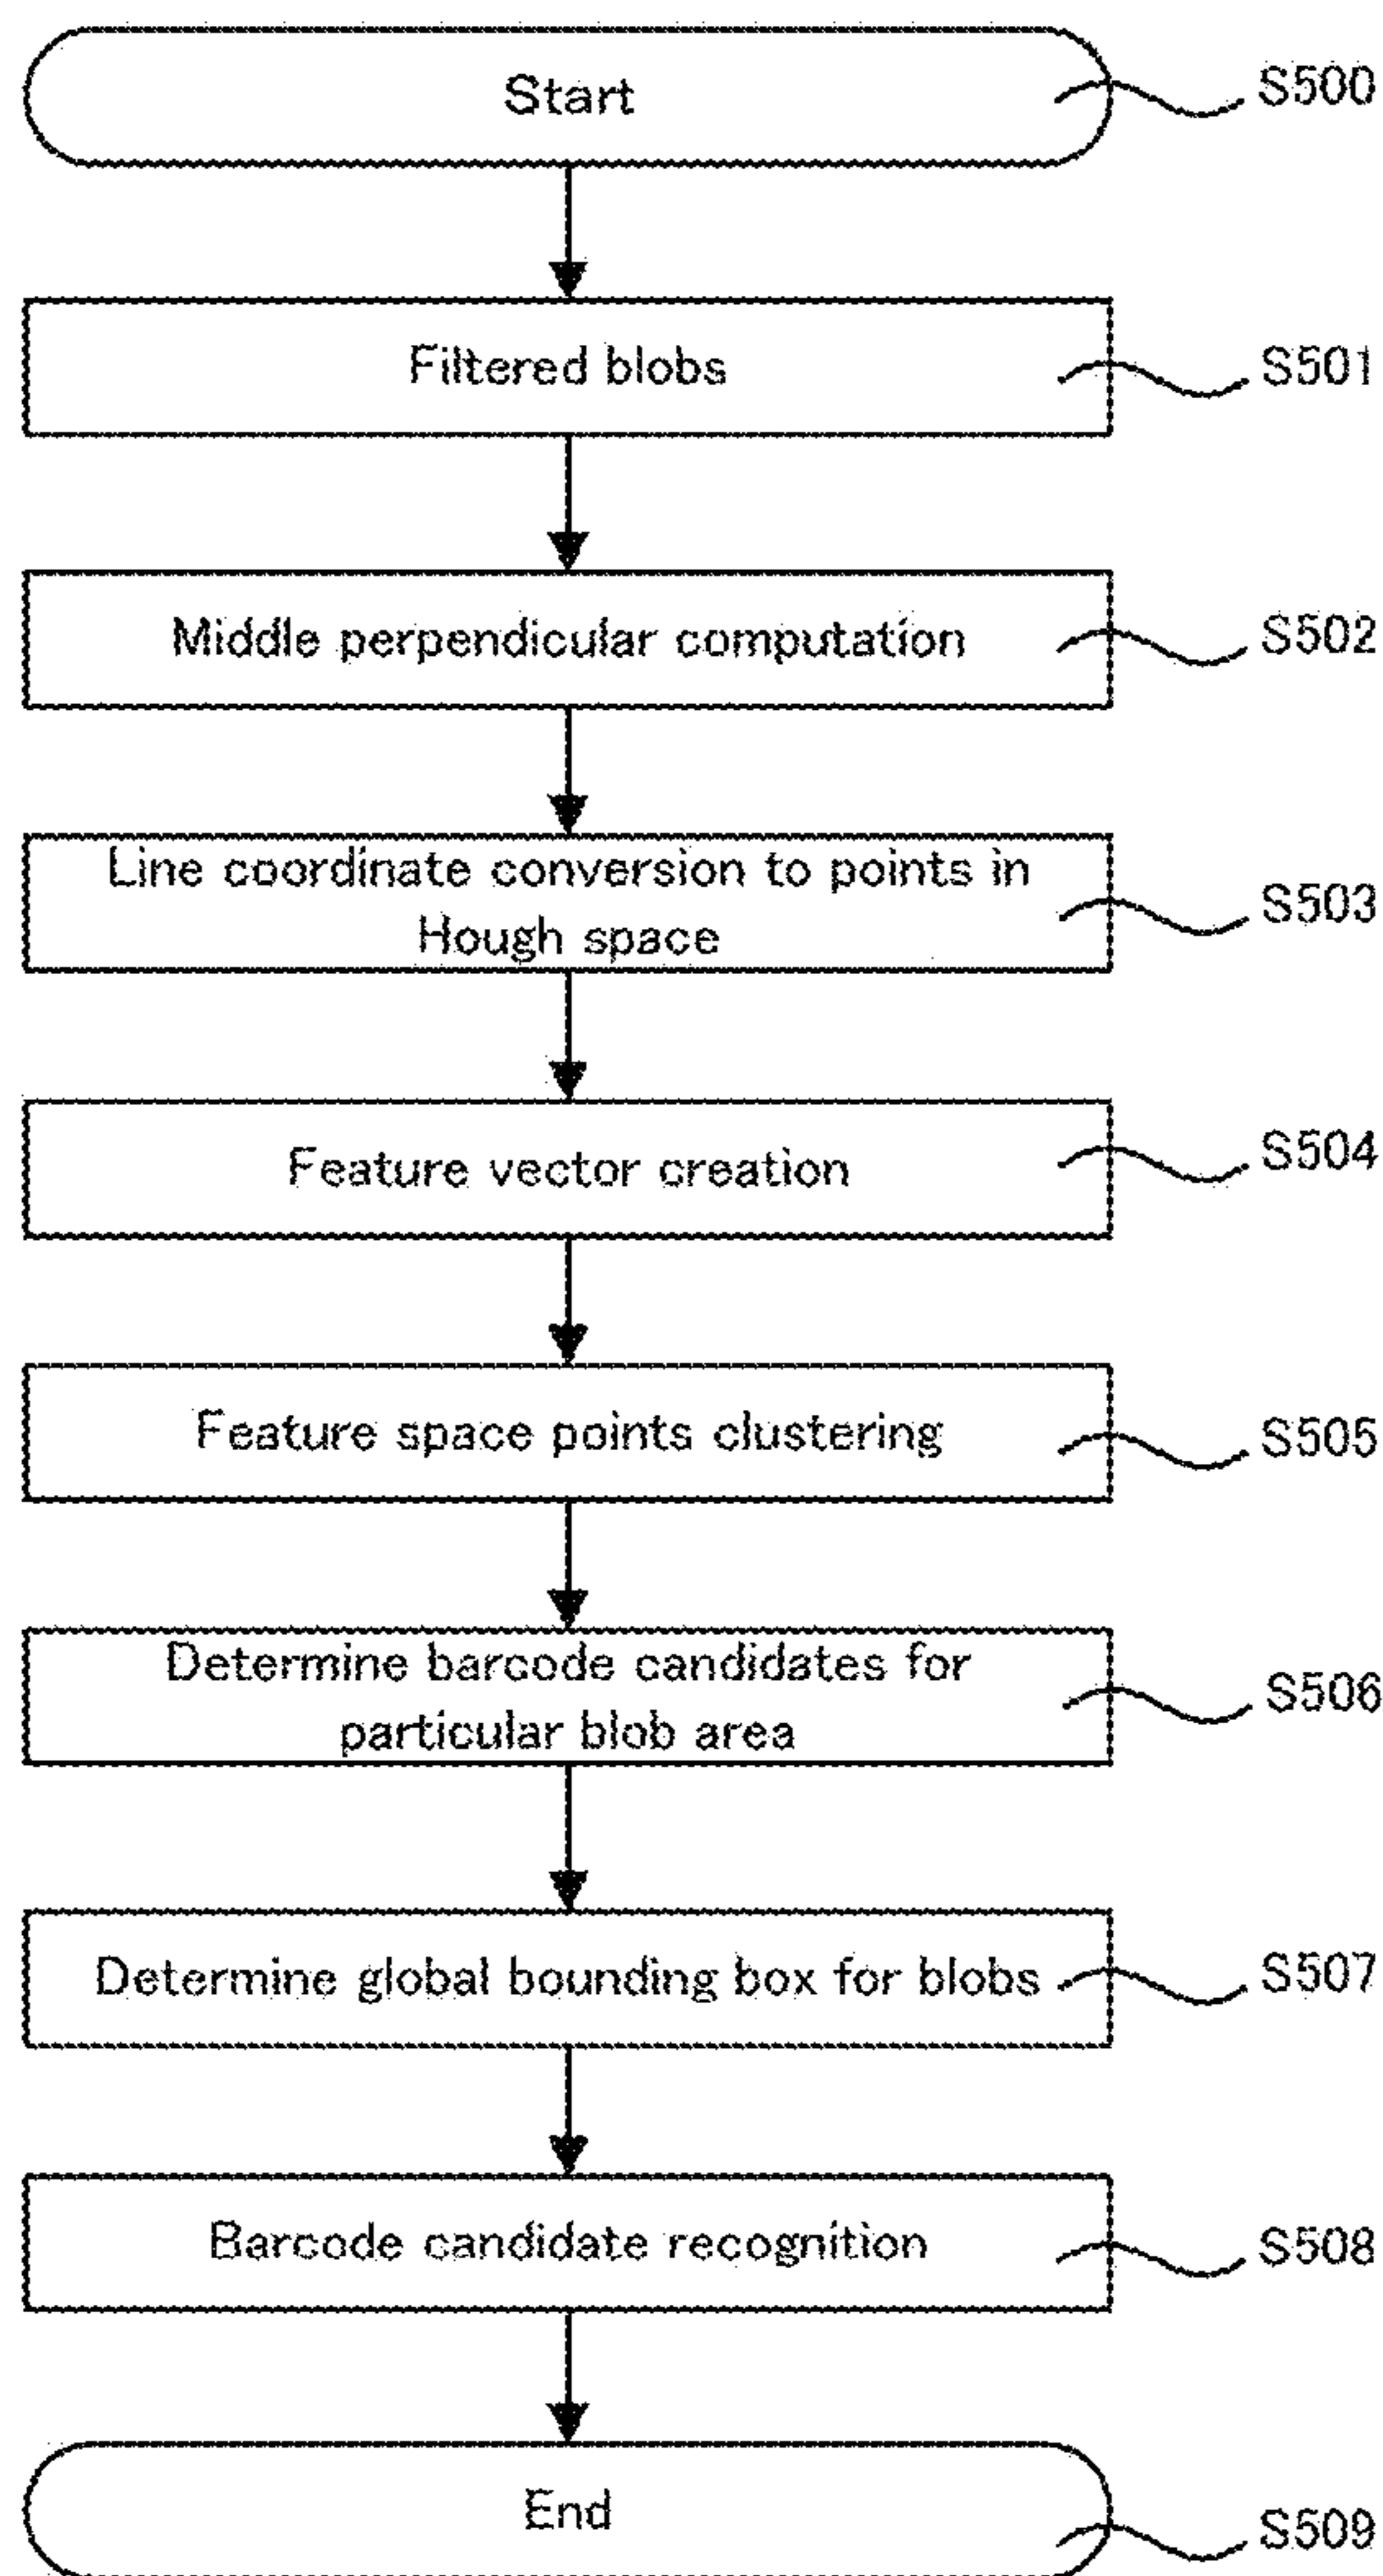 Start
S500
Filtered blobs
S501
Middle perpendicular computation
S502
Line coordinate conversion to points in
Hough space
S503
Feature vector creation
S504
Feature space points clustering
S505
Determine barcode candidates for
particular blob area
S506
Determine global bounding box for blobs
S507
Barcode candidate recognition
S508
End
S509